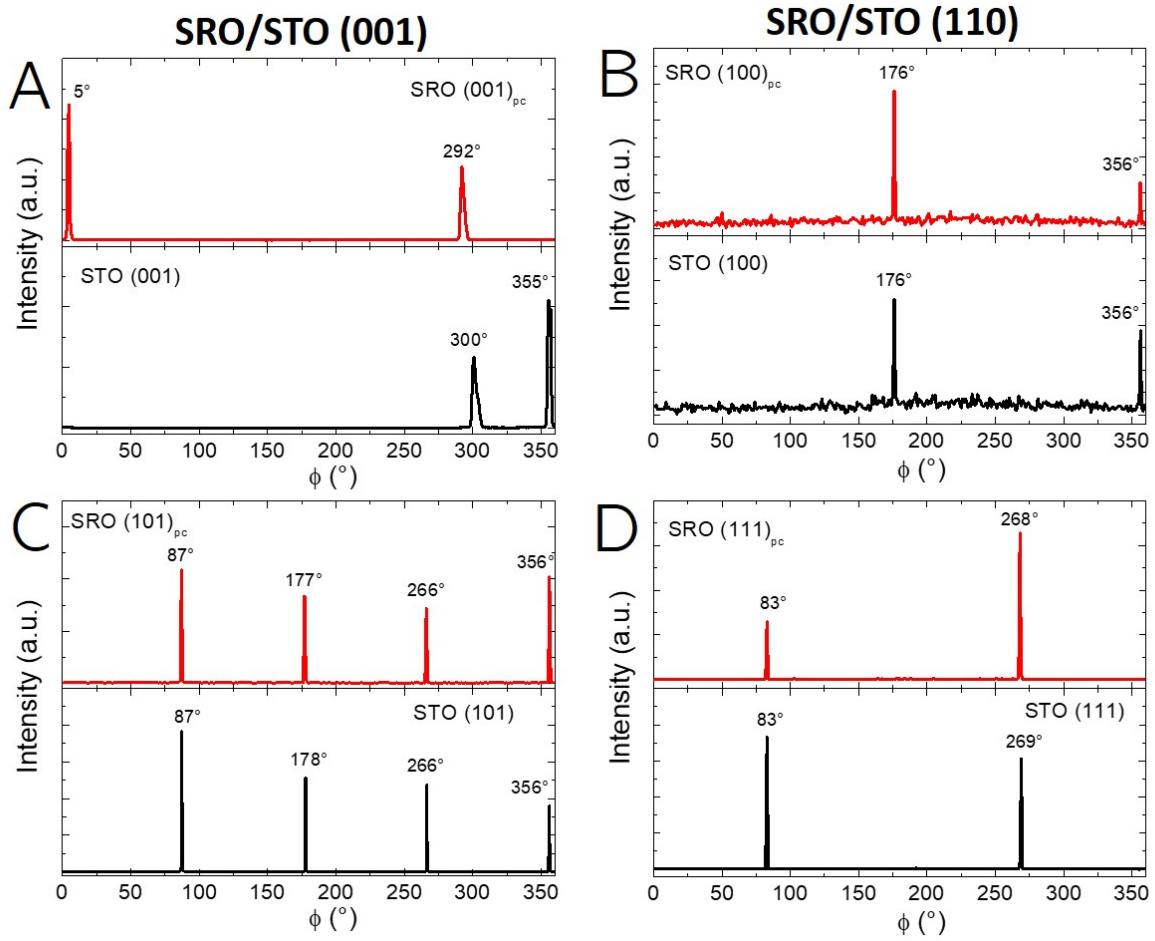 SRO/STO (001)
SRO/STO (110)
A
5°
SRO (001)pc
292°
Intensity (a.u.)
STO (001)
355°
300°
0 50 100 150 200 250 300 350
ϕ (°)
B
SRO (100)pc
176°
356°
Intensity (a.u.)
STO (100)
176°
356°
0 50 100 150 200 250 300 350
ϕ (°)
C
SRO (101)pc
87°
177°
266°
356°
Intensity (a.u.)
STO (101)
87°
178°
266°
356°
0 50 100 150 200 250 300 350
ϕ (°)
D
SRO (111)pc
268°
83°
Intensity (a.u.)
STO (111)
83°
269°
0 50 100 150 200 250 300 350
ϕ (°)